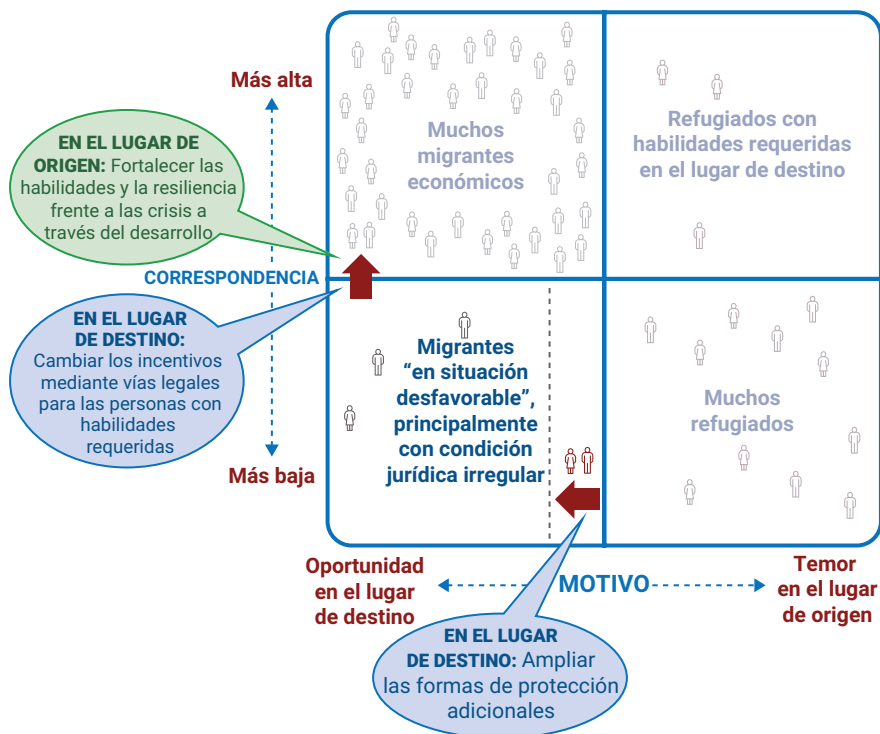 Más alta
EN EL LUGAR DE
ORIGEN: Fortalecer las
habilidades y la resiliencia
frente a las crisis a
través del desarrollo
Muchos
migrantes
económicos
Refugiados con
habilidades requeridas
en el lugar de destino
CORRESPONDENCIA
EN EL LUGAR
DE DESTINO:
Cambiar los incentivos
mediante vías legales
para las personas con
habilidades
requeridas
Migrantes
“en situación
desfavorable”,
principalmente
con condición
jurídica irregular
Muchos
refugiados
Más baja
Oportunidad
en el lugar
de destino
MOTIVO
Temor
en el lugar
de origen
EN EL LUGAR
DE DESTINO: Ampliar
las formas de protección
adicionales